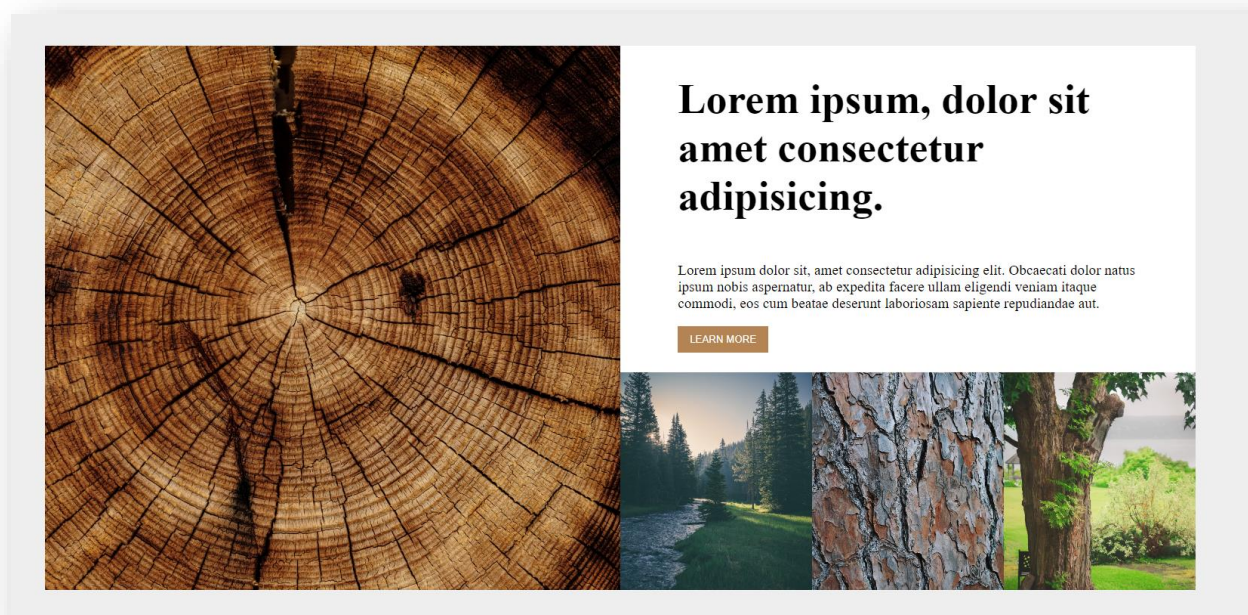 Lorem ipsum, dolor sit
amet consectetur
adipisicing.
Lorem ipsum dolor sit, amet consectetur adipisicing elit. Obcaecati dolor natus
ipsum nobis aspernatur, ab expedita facere ullam eligendi veniam itaque
commodi, eos cum beatae deserunt laboriosam sapiente repudiandae aut.
LEARN MORE